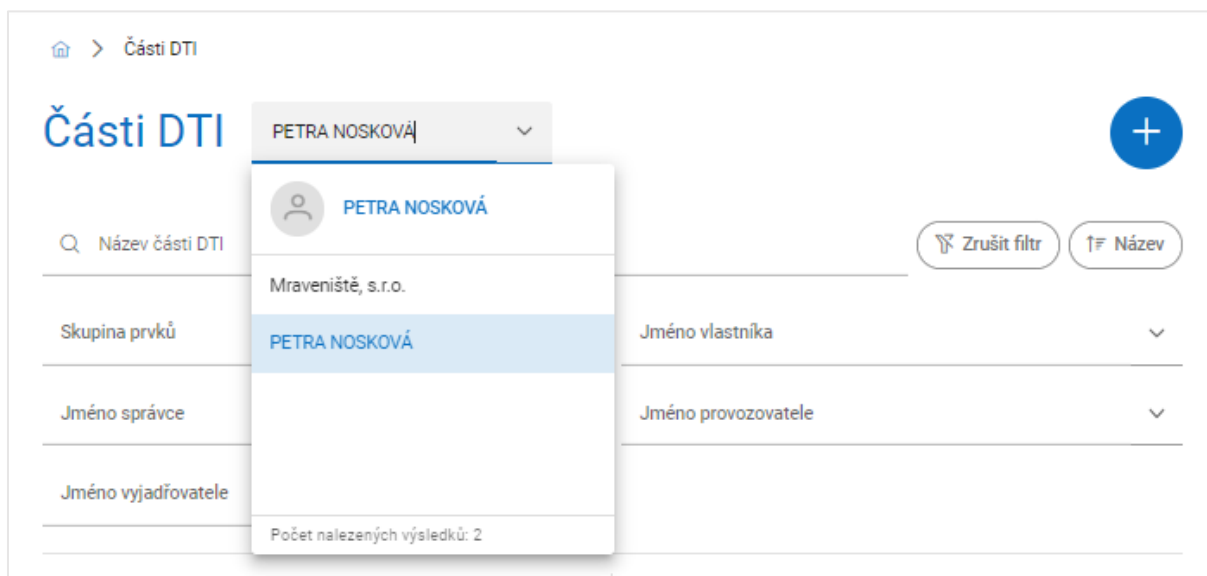 Části DTI
Části DTI
PETRA NOSKOVÁ
PETRA NOSKOVÁ
Název části DTI
Zrušit filtr
Název
Mraveniště, s.r.o.
Skupina prvků
PETRA NOSKOVÁ
Jméno vlastníka
Jméno správce
Jméno provozovatele
Jméno vyjadřovatele
Počet nalezených výsledků: 2